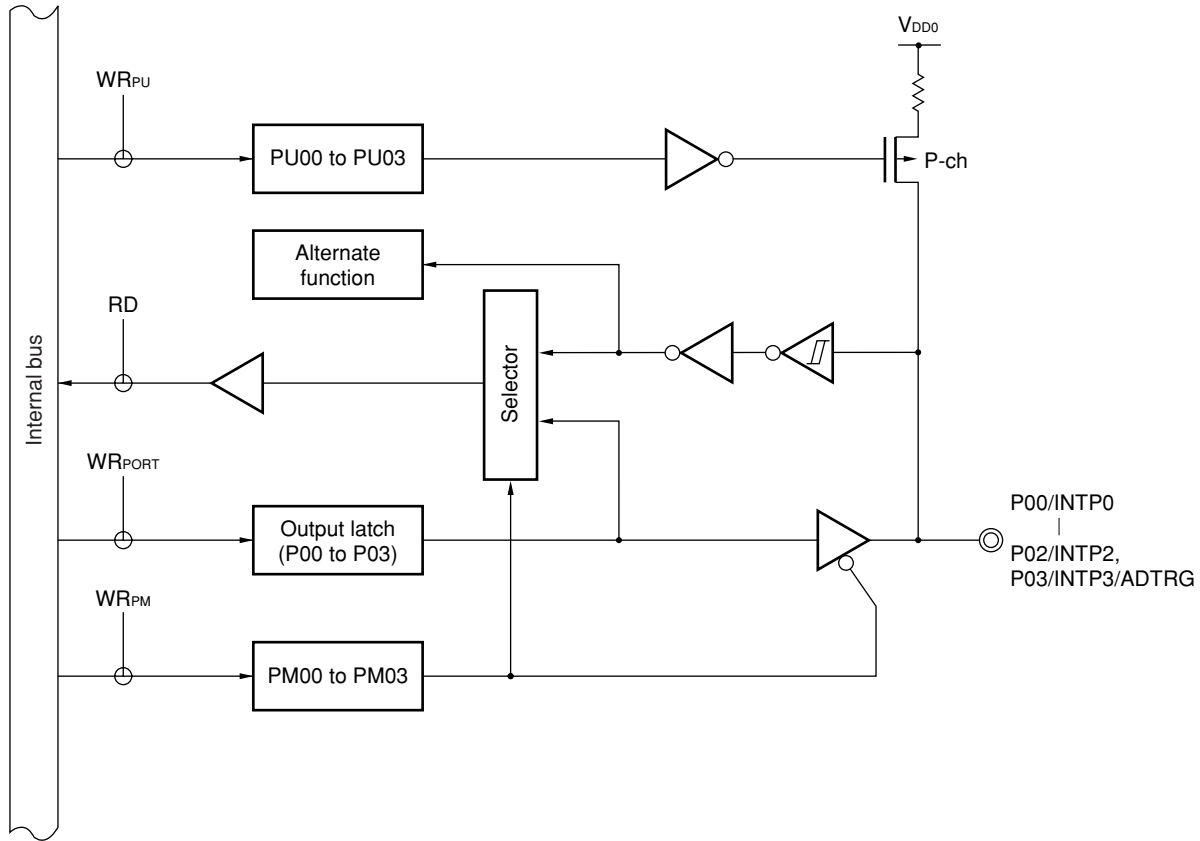 VDD0
WRPU
PU00 to PU03
P-ch
Alternate
function
RD
Internal bus
Selector
WRPORT
Output latch
(P00 to P03)
P00/INTP0
P02/INTP2,
P03/INTP3/ADTRG
WRPM
PM00 to PM03